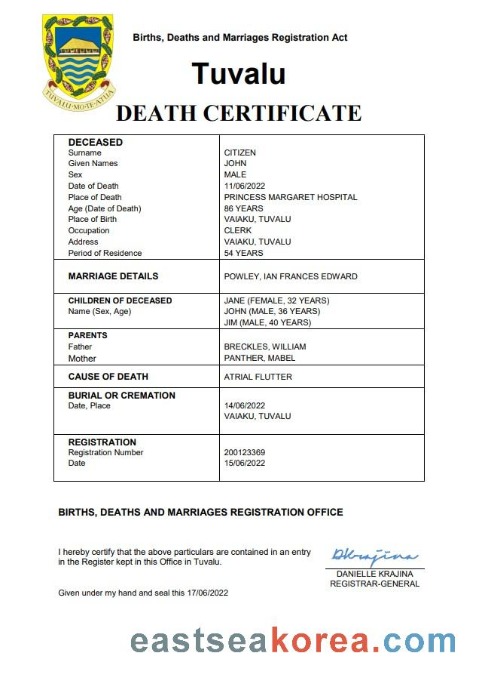 Births, Deaths and Marriages Registration Act
Tuvalu
DEATH CERTIFICATE
TUVALU-MO-TE-ATUA
DECEASED
Surname CITIZEN
Given Names JOHN
Sex MALE
Date of Death 11/06/2022
Place of Death PRINCESS MARGARET HOSPITAL
Age (Date of Death) 86 YEARS
Place of Birth VAIAKU, TUVALU
Occupation CLERK
Address VAIAKU, TUVALU
Period of Residence 54 YEARS
MARRIAGE DETAILS POWLEY, IAN FRANCES EDWARD
CHILDREN OF DECEASED JANE (FEMALE, 32 YEARS)
Name (Sex, Age) JOHN (MALE, 36 YEARS)
JIM (MALE, 40 YEARS)
PARENTS
Father BRECKLES, WILLIAM
Mother PANTHER, MABEL
CAUSE OF DEATH ATRIAL FLUTTER
BURIAL OR CREMATION
Date, Place 14/06/2022
VAIAKU, TUVALU
REGISTRATION
Registration Number 200123369
Date 15/06/2022
BIRTHS, DEATHS AND MARRIAGES REGISTRATION OFFICE
I hereby certify that the above particulars are contained in an entry
in the Register kept in this Office in Tuvalu.
DKrajina
DANIELLE KRAJINA
REGISTRAR-GENERAL
Given under my hand and seal this 17/06/2022
eastseakorea.com